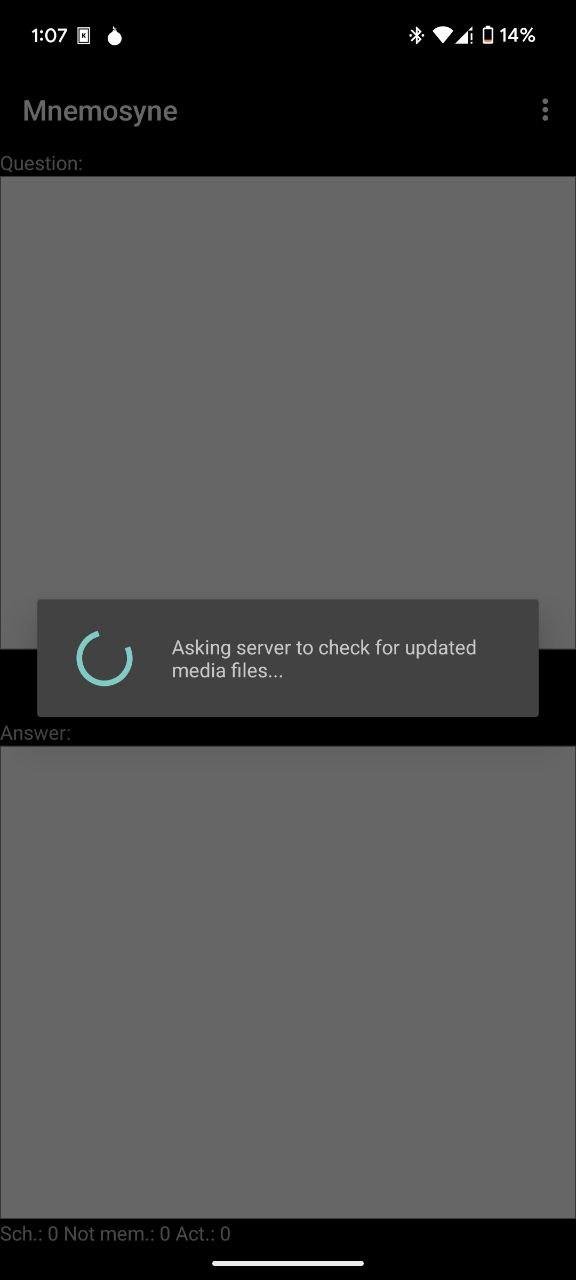 1:07 14%
Mnemosyne
Question:
Asking server to check for updated
media files...
Answer:
Sch.: 0 Not mem.: 0 Act.: 0